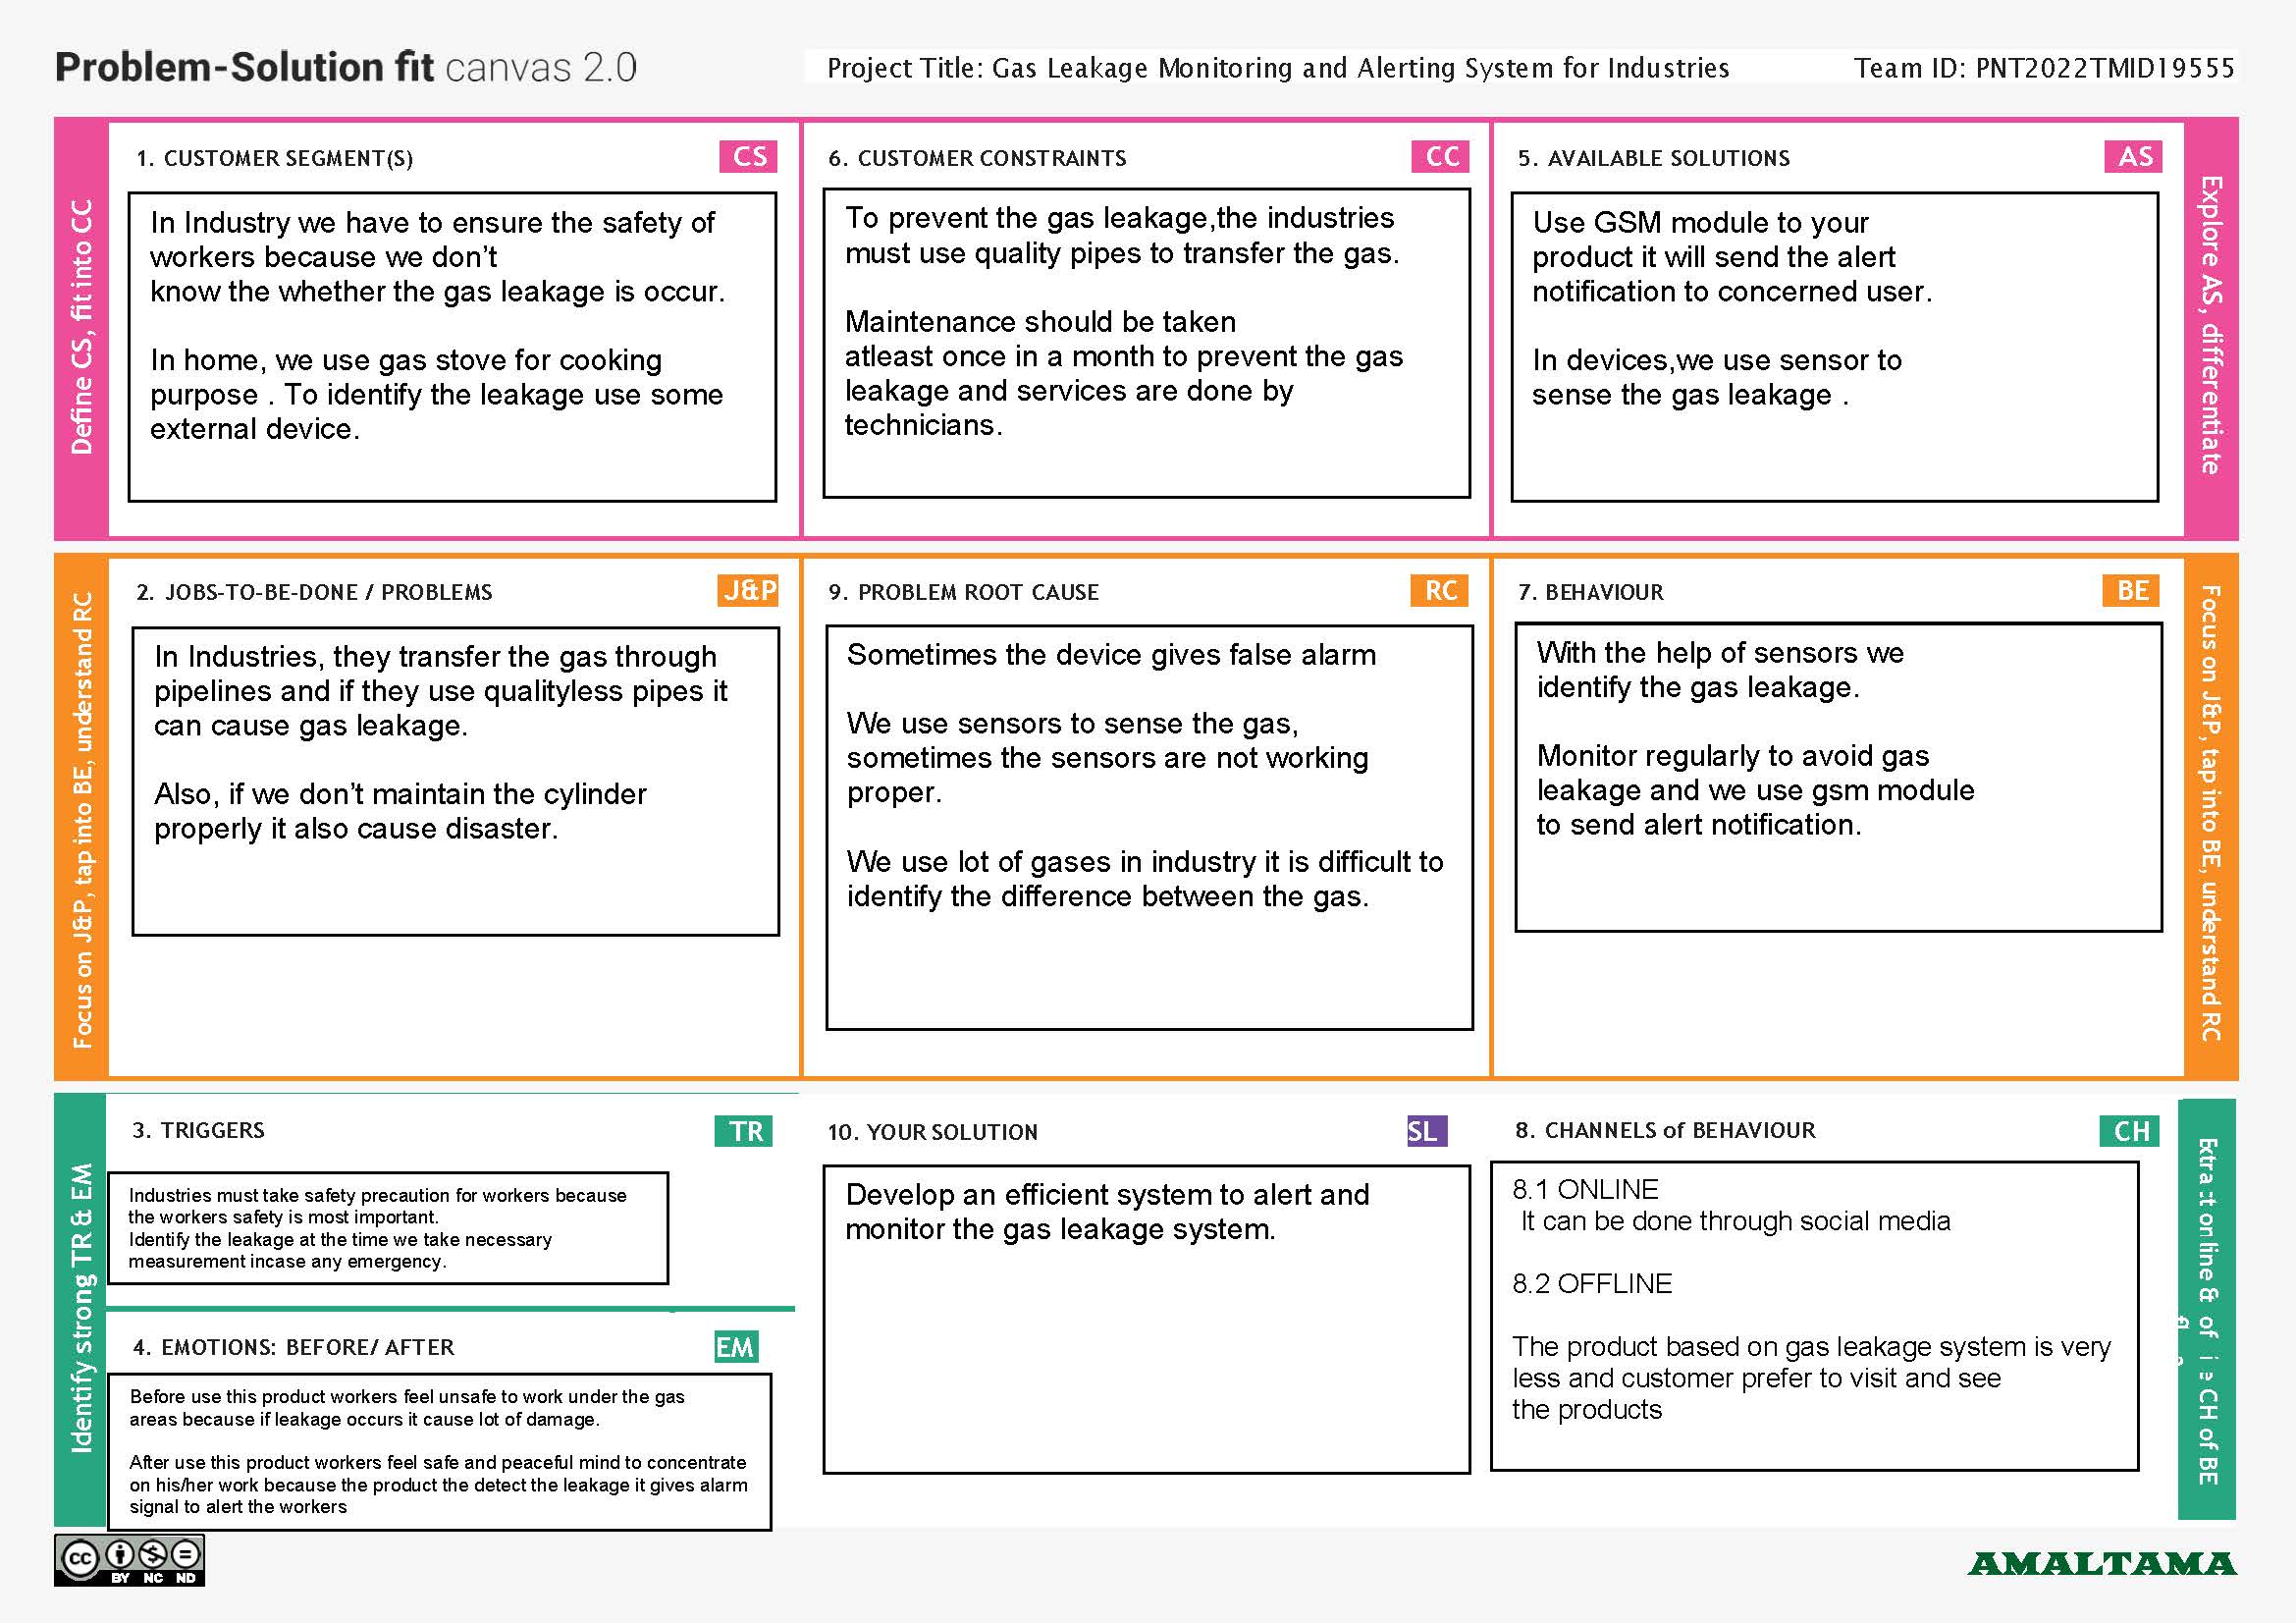 Problem-Solution fit canvas 2.0
Project Title: Gas Leakage Monitoring and Alerting System for Industries
Team ID: PNT2022TMID19555
Define CS, fit into CC
1. CUSTOMER SEGMENT(S)
CS
In Industry we have to ensure the safety of
workers because we don’t
know the whether the gas leakage is occur.
In home, we use gas stove for cooking
purpose . To identify the leakage use some
external device.
6. CUSTOMER CONSTRAINTS
CC
To prevent the gas leakage,the industries
must use quality pipes to transfer the gas.
Maintenance should be taken
atleast once in a month to prevent the gas
leakage and services are done by
technicians.
5. AVAILABLE SOLUTIONS
AS
Use GSM module to your
product it will send the alert
notification to concerned user.
In devices,we use sensor to
sense the gas leakage .
Explore AS, differentiate
Focus on J&P, tap into BE, understand RC
2. JOBS-TO-BE-DONE / PROBLEMS
J&P
In Industries, they transfer the gas through
pipelines and if they use qualityless pipes it
can cause gas leakage.
Also, if we don’t maintain the cylinder
properly it also cause disaster.
9. PROBLEM ROOT CAUSE
RC
Sometimes the device gives false alarm
We use sensors to sense the gas,
sometimes the sensors are not working
proper.
We use lot of gases in industry it is difficult to
identify the difference between the gas.
7. BEHAVIOUR
BE
With the help of sensors we
identify the gas leakage.
Monitor regularly to avoid gas
leakage and we use gsm module
to send alert notification.
Focus on J&P, tap into BE, understand RC
Identify strong TR & EM
3. TRIGGERS
TR
Industries must take safety precaution for workers because
the workers safety is most important.
Identify the leakage at the time we take necessary
measurement incase any emergency.
4. EMOTIONS: BEFORE/ AFTER
EM
Before use this product workers feel unsafe to work under the gas
areas because if leakage occurs it cause lot of damage.
After use this product workers feel safe and peaceful mind to concentrate
on his/her work because the product the detect the leakage it gives alarm
signal to alert the workers
10. YOUR SOLUTION
SL
Develop an efficient system to alert and
monitor the gas leakage system.
8. CHANNELS of BEHAVIOUR
CH
8.1 ONLINE
It can be done through social media
8.2 OFFLINE
The product based on gas leakage system is very
less and customer prefer to visit and see
the products
Extract online & CH of BE
CC BY NC ND
AMALTAMA